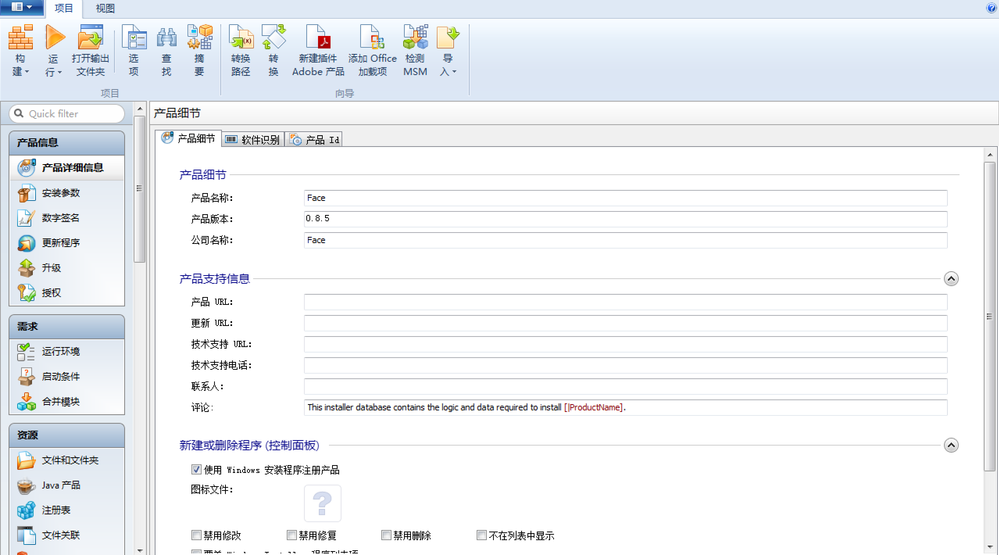 项目
视图
构建
运行
打开输出文件夹
选项
查找
摘要
转换路径
转换
新建插件 Adobe 产品
添加 Office 加载项
检测 MSM
导入
项目
向导
Quick filter
产品信息
产品详细信息
安装参数
数字签名
更新程序
升级
授权
需求
运行环境
启动条件
合并模块
资源
文件和文件夹
Java 产品
注册表
文件关联
产品细节
产品细节
软件识别
产品 Id
产品细节
产品名称: Face
产品版本: 0.8.5
公司名称: Face
产品支持信息
产品 URL:
更新 URL:
技术支持 URL:
技术支持电话:
联系人:
评论: This installer database contains the logic and data required to install [|ProductName].
新建或删除程序 (控制面板)
使用 Windows 安装程序注册产品
图标文件:
禁用修改
禁用修复
禁用删除
不在列表中显示